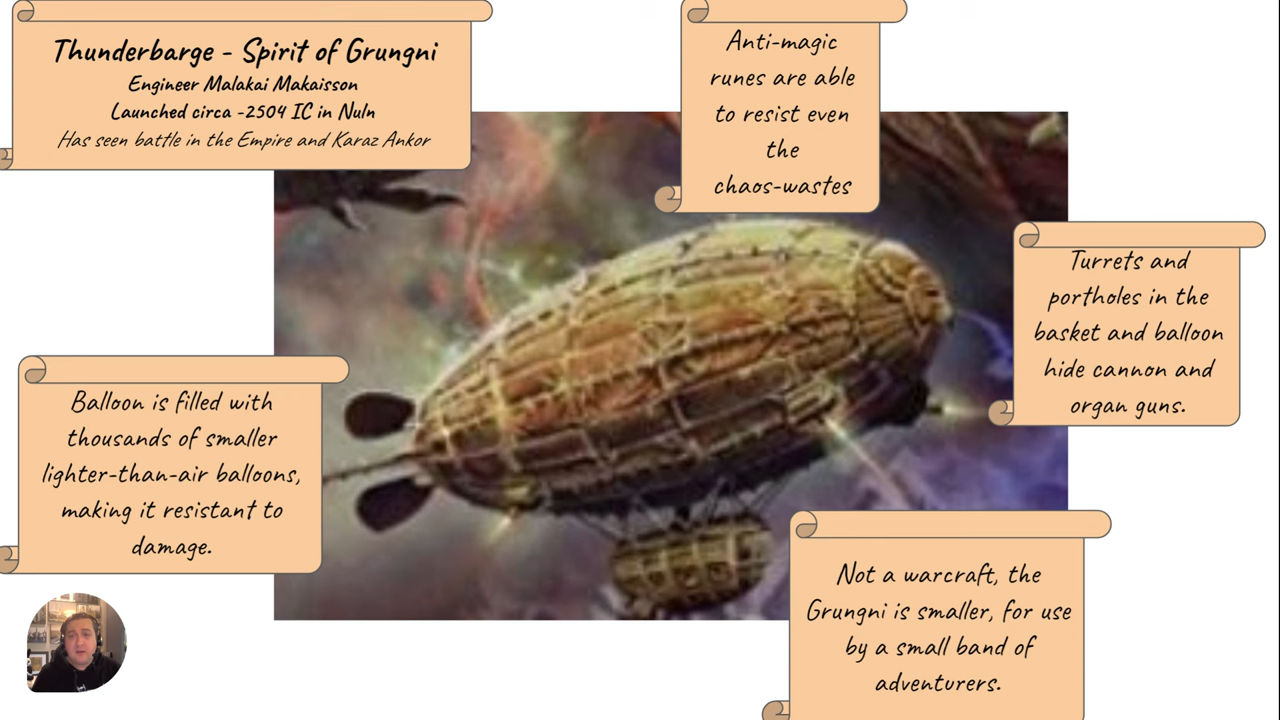 Thunderbarge - Spirit of Grungni
Engineer Malakai Makaisson
Launched circa -2504 IC in Nuln
Has seen battle in the Empire and Karaz Ankor
Anti-magic
runes are able
to resist even
the
chaos-wastes
Turrets and
portholes in the
basket and balloon
hide cannon and
organ guns.
Balloon is filled with
thousands of smaller
lighter-than-air balloons,
making it resistant to
damage.
Not a warcraft, the
Grungni is smaller, for use
by a small band of
adventurers.